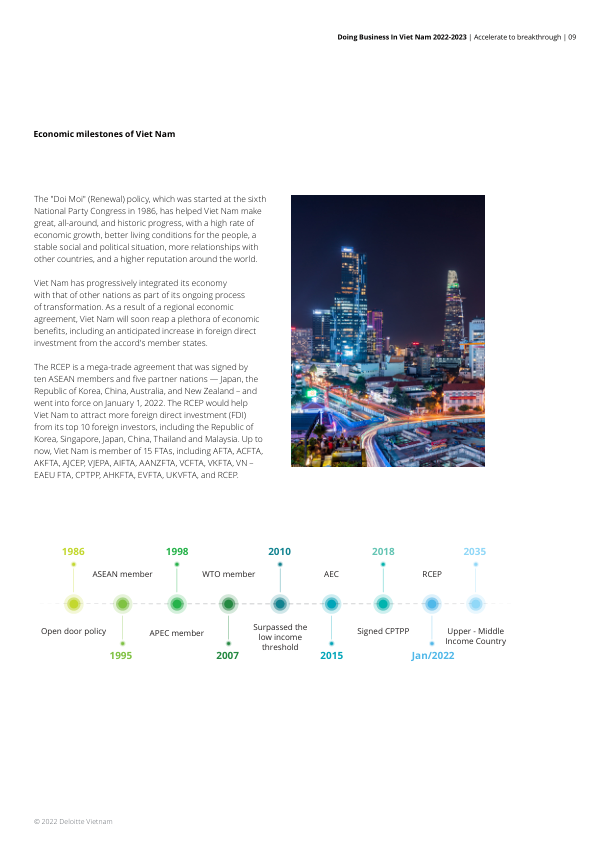 Doing Business In Viet Nam 2022-2023 | Accelerate to breakthrough | 09
Economic milestones of Viet Nam
The "Doi Moi" (Renewal) policy, which was started at the sixth
National Party Congress in 1986, has helped Viet Nam make
great, all-around, and historic progress, with a high rate of
economic growth, better living conditions for the people, a
stable social and political situation, more relationships with
other countries, and a higher reputation around the world.
Viet Nam has progressively integrated its economy
with that of other nations as part of its ongoing process
of transformation. As a result of a regional economic
agreement, Viet Nam will soon reap a plethora of economic
benefits, including an anticipated increase in foreign direct
investment from the accord's member states.
The RCEP is a mega-trade agreement that was signed by
ten ASEAN members and five partner nations — Japan, the
Republic of Korea, China, Australia, and New Zealand – and
went into force on January 1, 2022. The RCEP would help
Viet Nam to attract more foreign direct investment (FDI)
from its top 10 foreign investors, including the Republic of
Korea, Singapore, Japan, China, Thailand and Malaysia. Up to
now, Viet Nam is member of 15 FTAs, including AFTA, ACFTA,
AKFTA, AJCEP, VJEPA, AIFTA, AANZFTA, VCFTA, VKFTA, VN –
EAEU FTA, CPTPP, AHKFTA, EVFTA, UKVFTA, and RCEP.
1986
Open door policy
ASEAN member
1995
1998
APEC member
WTO member
2007
2010
Surpassed the
low income
threshold
AEC
2015
2018
Signed CPTPP
RCEP
Jan/2022
2035
Upper - Middle
Income Country
© 2022 Deloitte Vietnam